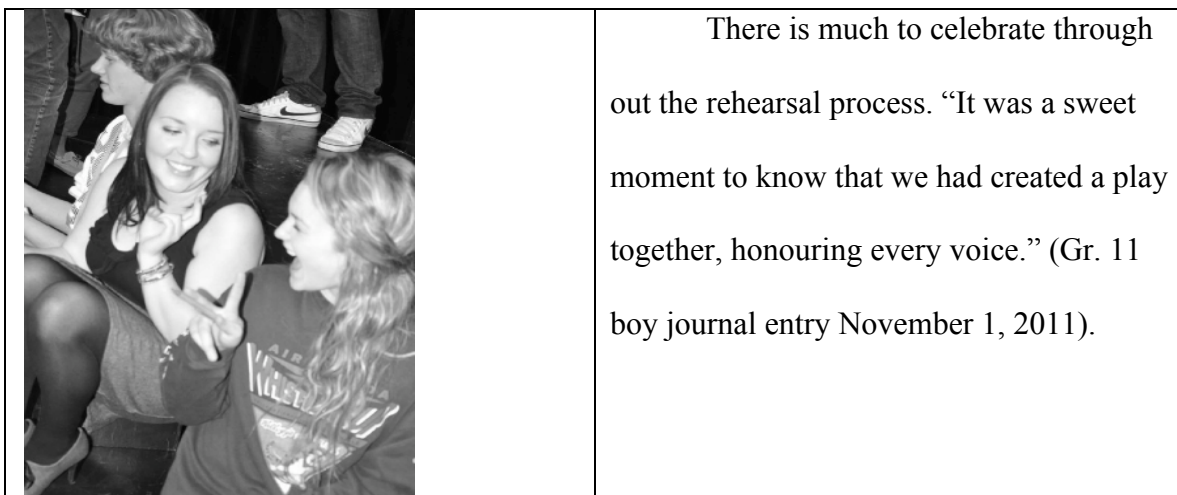 There is much to celebrate through
out the rehearsal process. “It was a sweet
moment to know that we had created a play
together, honouring every voice.” (Gr. 11
boy journal entry November 1, 2011).